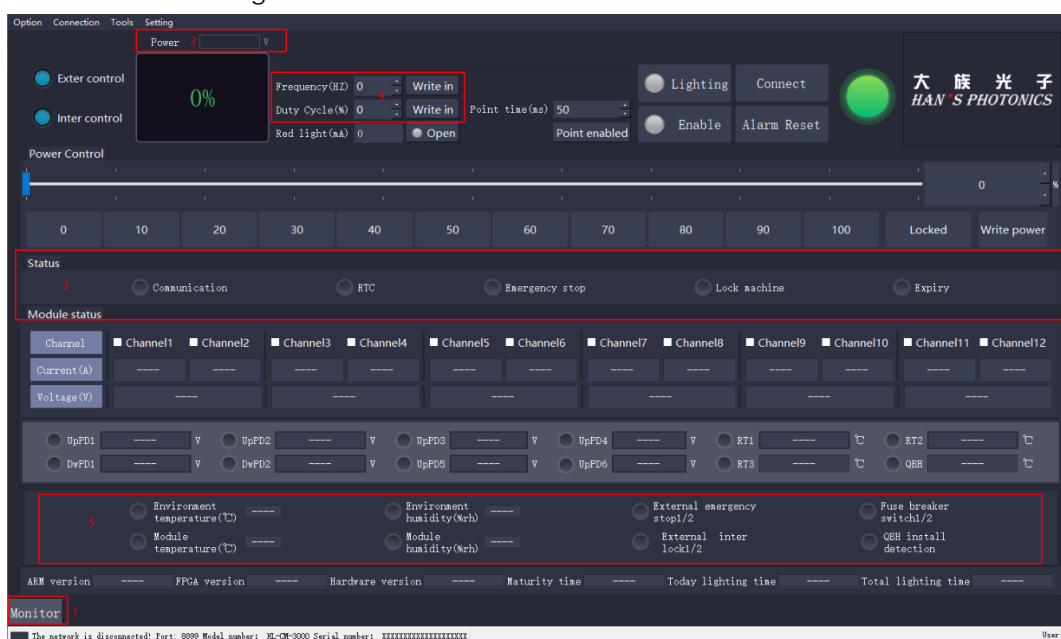 Option Connection Tools Setting
Power 2 V
Exter control
Inter control
0%
Frequency(HZ) 0 Write in
4
Duty Cycle(%) 0 Write in
Point time(ms) 50
Red light(mA) 0 Open
Point enabled
Lighting Connect
Enable Alarm Reset
大族光子
HAN'S PHOTONICS
Power Control
0 %
0 10 20 30 40 50 60 70 80 90 100 Locked Write power
Status
3 Communication RTC Emergency stop Lock machine Expiry
Module status
Channel Channel1 Channel2 Channel3 Channel4 Channel5 Channel6 Channel7 Channel8 Channel9 Channel10 Channel11 Channel12
Current(A) ---- ---- ---- ---- ---- ---- ---- ---- ---- ---- ---- ----
Voltage(V) ---- ---- ---- ---- ---- ----
UpPD1 ---- V UpPD2 ---- V UpPD3 ---- V UpPD4 ---- V RT1 ---- ℃ RT2 ---- ℃
DwPD1 ---- V DwPD2 ---- V UpPD5 ---- V UpPD6 ---- V RT3 ---- ℃ QBH ---- ℃
5
Environment temperature(℃) ---- Environment humidity(%rh) ---- External emergency stop1/2 Fuse breaker switch1/2
Module temperature(℃) ---- Module humidity(%rh) ---- External inter lock1/2 QBH install detection
ARM version ---- FPGA version ---- Hardware version ---- Maturity time ---- Today lighting time ---- Total lighting time ----
Monitor 1
The network is disconnected! Port: 8899 Model number: HL-CM-3000 Serial number: XXXXXXXXXXXXXXXXXXXX User